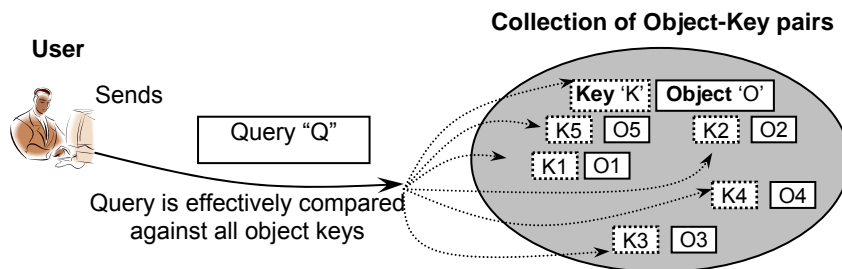 Collection of Object-Key pairs
User
Sends
Query “Q”
Query is effectively compared
against all object keys
Key ‘K’ Object ‘O’
K5 O5 K2 O2
K1 O1
K4 O4
K3 O3